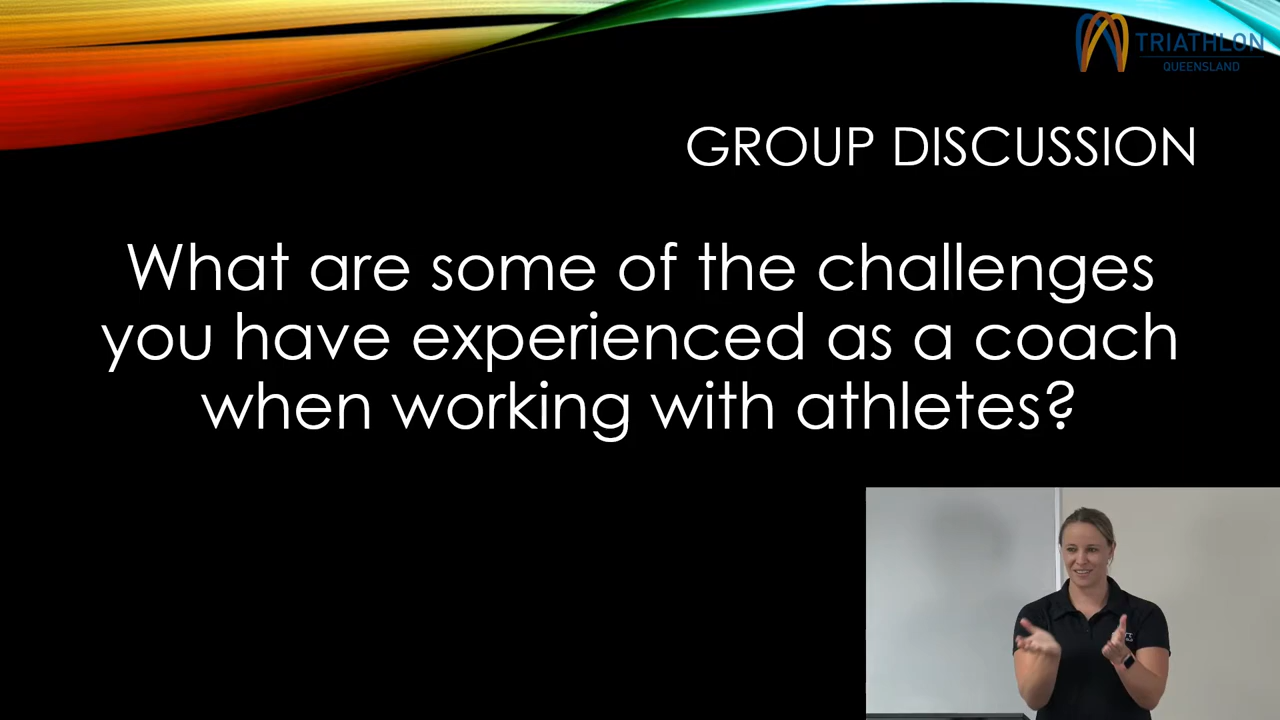 TRIATHLON
QUEENSLAND
GROUP DISCUSSION
What are some of the challenges
you have experienced as a coach
when working with athletes?